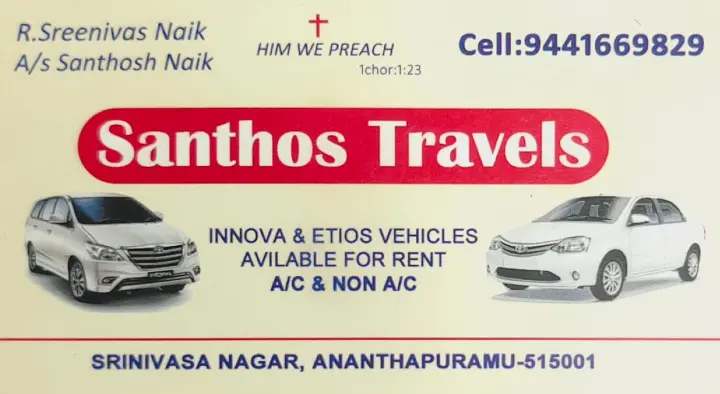 R.Sreenivas Naik
A/s Santhosh Naik
HIM WE PREACH
1chor:1:23
Cell:9441669829
Santhos Travels
INNOVA & ETIOS VEHICLES
AVILABLE FOR RENT
A/C & NON A/C
SRINIVASA NAGAR, ANANTHAPURAMU-515001